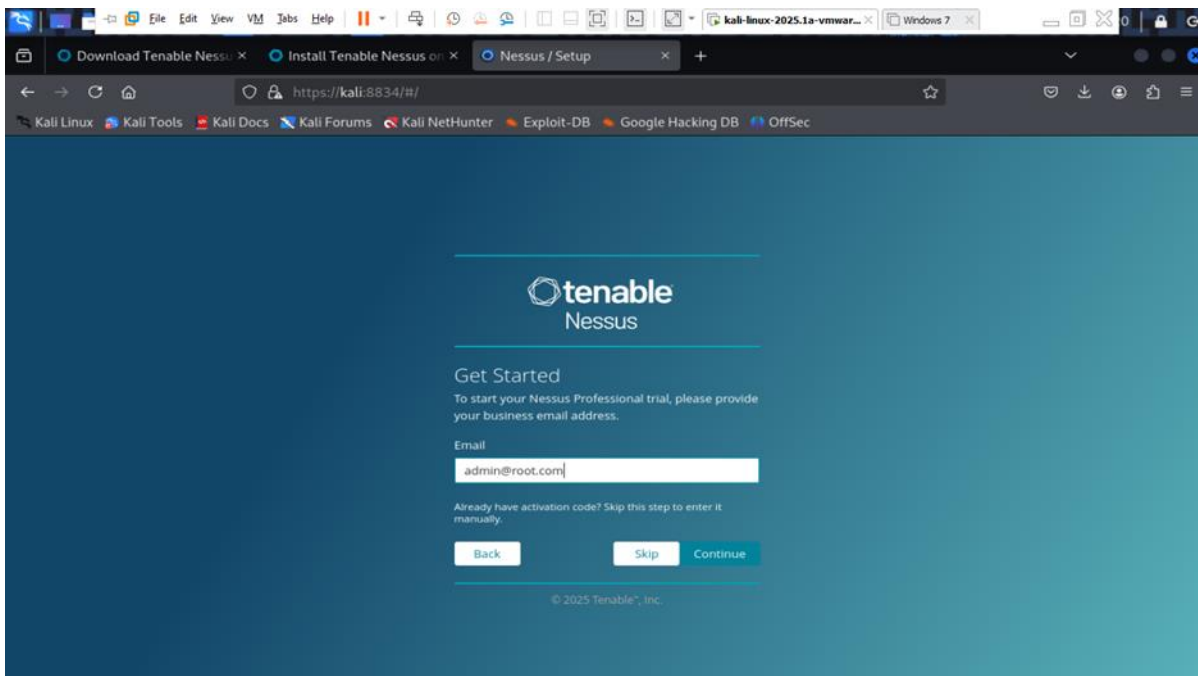 File Edit View VM Tabs Help kali-linux-2025.1a-vmwar... Windows 7
Download Tenable Nessu Install Tenable Nessus on Nessus / Setup
https://kali:8834/#/
Kali Linux Kali Tools Kali Docs Kali Forums Kali NetHunter Exploit-DB Google Hacking DB OffSec
tenable
Nessus
Get Started
To start your Nessus Professional trial, please provide
your business email address.
Email
admin@root.com
Already have activation code? Skip this step to enter it
manually.
Back Skip Continue
© 2025 Tenable™, Inc.